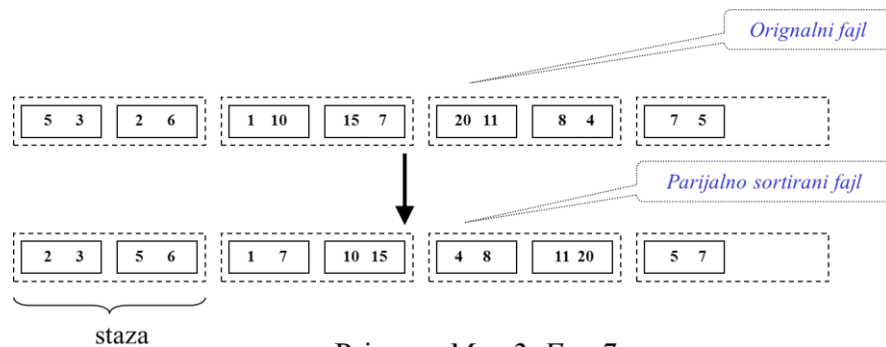 Orignalni fajl
5 3 2 6 1 10 15 7 20 11 8 4 7 5
Parijalno sortirani fajl
2 3 5 6 1 7 10 15 4 8 11 20 5 7
staza